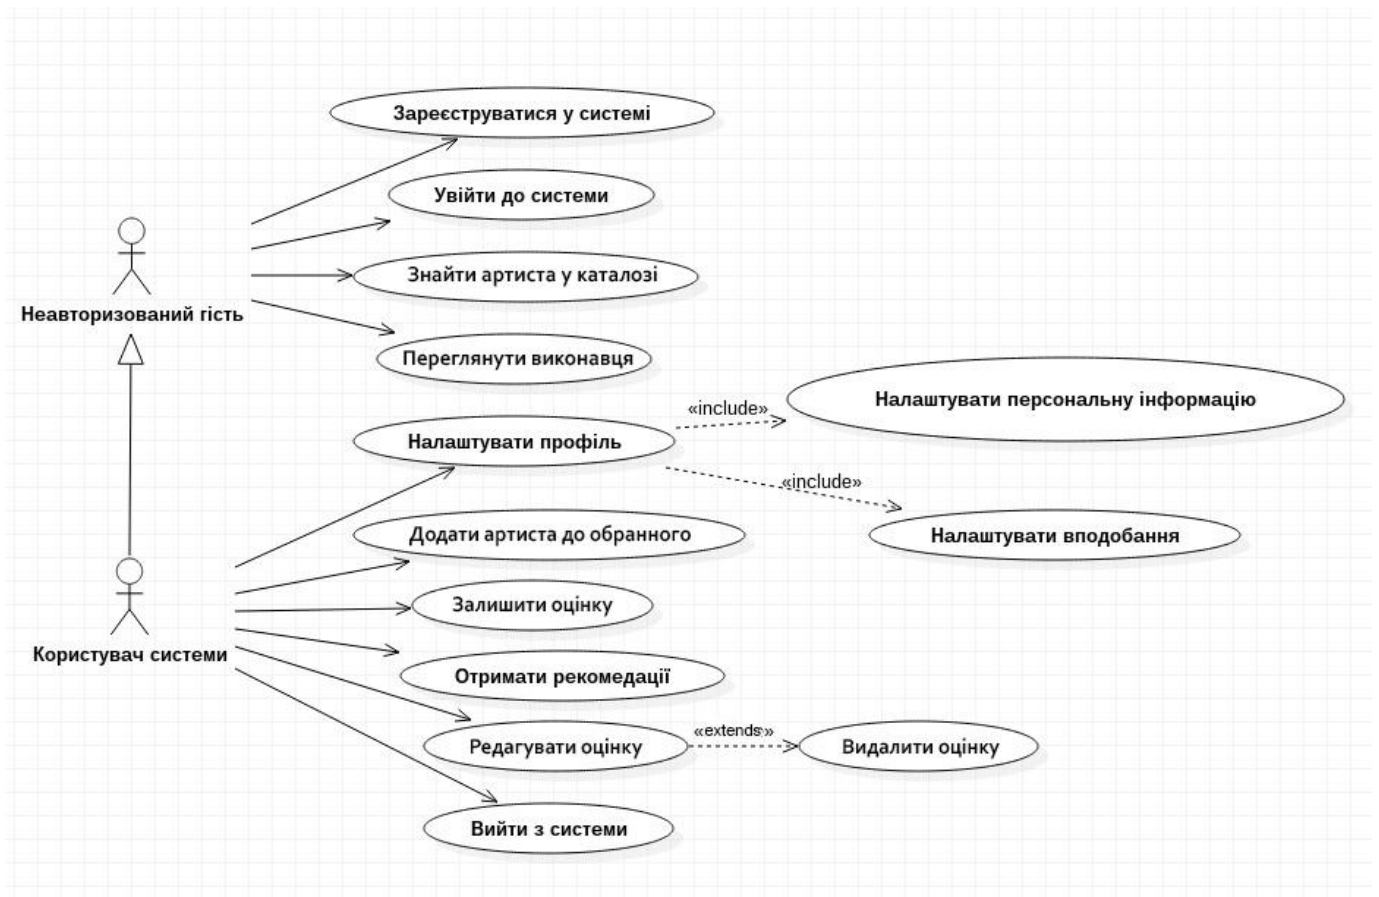 Зареєструватися у системі
Увійти до системи
Знайти артиста у каталозі
Неавторизований гість
Переглянути виконавця
«include»
Налаштувати персональну інформацію
Налаштувати профіль
«include»
Додати артиста до обранного
Налаштувати вподобання
Залишити оцінку
Користувач системи
Отримати рекомедації
«extends»
Редагувати оцінку
Видалити оцінку
Вийти з системи